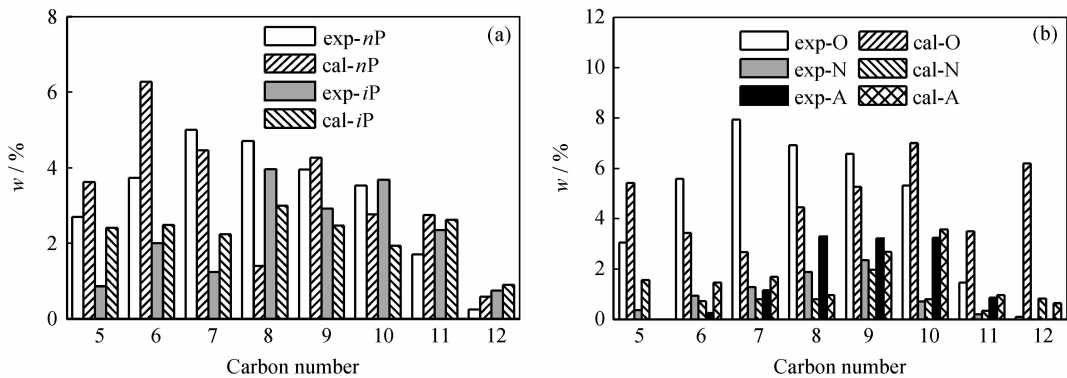 (a)
exp-nP
cal-nP
exp-iP
cal-iP
8
6
4
2
0
w / %
5 6 7 8 9 10 11 12
Carbon number
(b)
exp-O cal-O
exp-N cal-N
exp-A cal-A
12
10
8
6
4
2
0
w / %
5 6 7 8 9 10 11 12
Carbon number